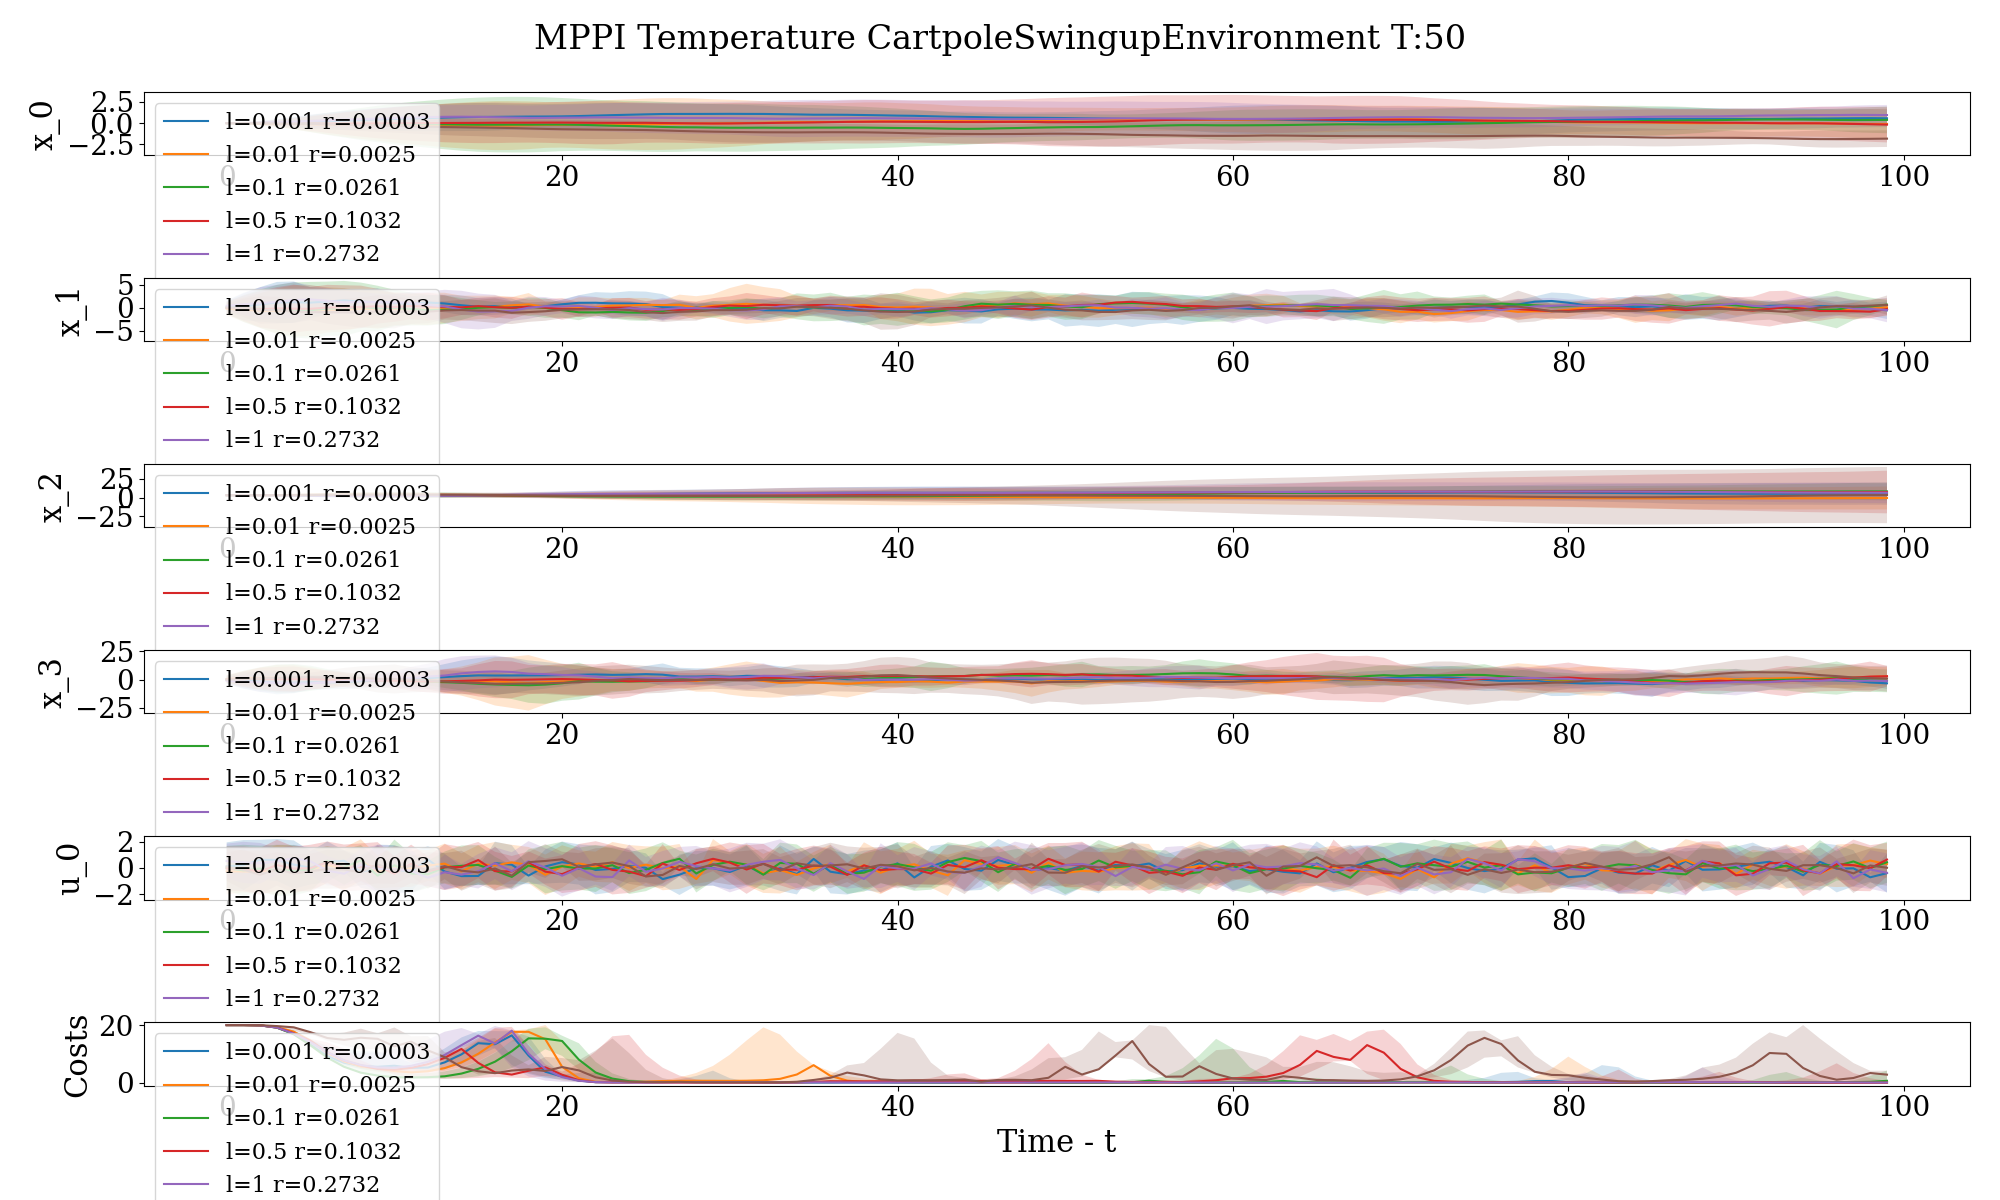 MPPI Temperature CartpoleSwingupEnvironment T:50
x_0
2.5
0.0
−2.5
l=0.001 r=0.0003
l=0.01 r=0.0025
l=0.1 r=0.0261
l=0.5 r=0.1032
l=1 r=0.2732
0 20 40 60 80 100
x_1
5
0
−5
l=0.001 r=0.0003
l=0.01 r=0.0025
l=0.1 r=0.0261
l=0.5 r=0.1032
l=1 r=0.2732
0 20 40 60 80 100
x_2
25
0
−25
l=0.001 r=0.0003
l=0.01 r=0.0025
l=0.1 r=0.0261
l=0.5 r=0.1032
l=1 r=0.2732
0 20 40 60 80 100
x_3
25
0
−25
l=0.001 r=0.0003
l=0.01 r=0.0025
l=0.1 r=0.0261
l=0.5 r=0.1032
l=1 r=0.2732
0 20 40 60 80 100
u_0
2
0
−2
l=0.001 r=0.0003
l=0.01 r=0.0025
l=0.1 r=0.0261
l=0.5 r=0.1032
l=1 r=0.2732
0 20 40 60 80 100
Costs
20
0
l=0.001 r=0.0003
l=0.01 r=0.0025
l=0.1 r=0.0261
l=0.5 r=0.1032
l=1 r=0.2732
0 20 40 60 80 100
Time - t